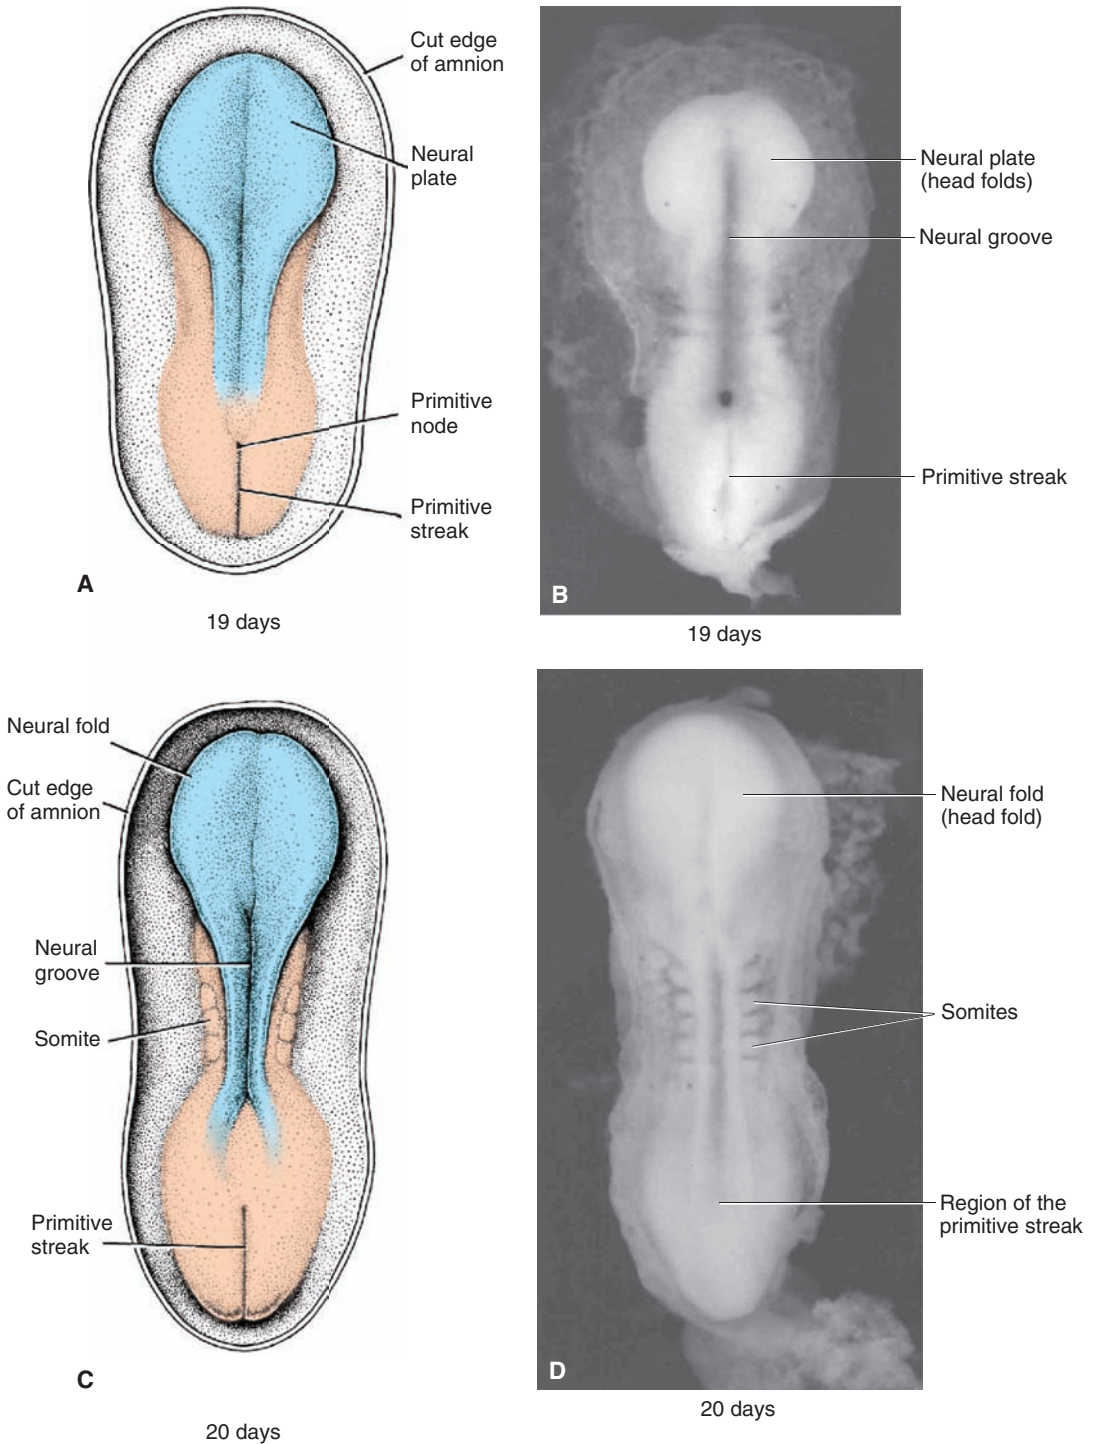 Cut edge
of amnion
Neural
plate
Primitive
node
Primitive
streak
A
19 days
Neural plate
(head folds)
Neural groove
Primitive streak
B
19 days
Neural fold
Cut edge
of amnion
Neural
groove
Somite
Primitive
streak
C
20 days
Neural fold
(head fold)
Somites
Region of the
primitive streak
D
20 days